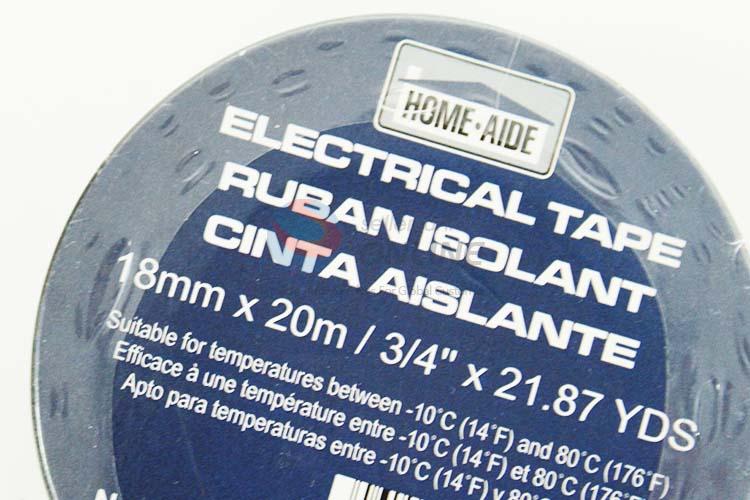 HOME·AIDE
ELECTRICAL TAPE
RUBAN ISOLANT
CINTA AISLANTE
18mm x 20m / 3/4" x 21.87 YDS
Suitable for temperatures between -10°C (14°F) and 80°C (176°F)
Efficace à une température entre -10°C (14°F) et 80°C (176°F)
Apto para temperaturas entre -10°C (14°F) y 80°C